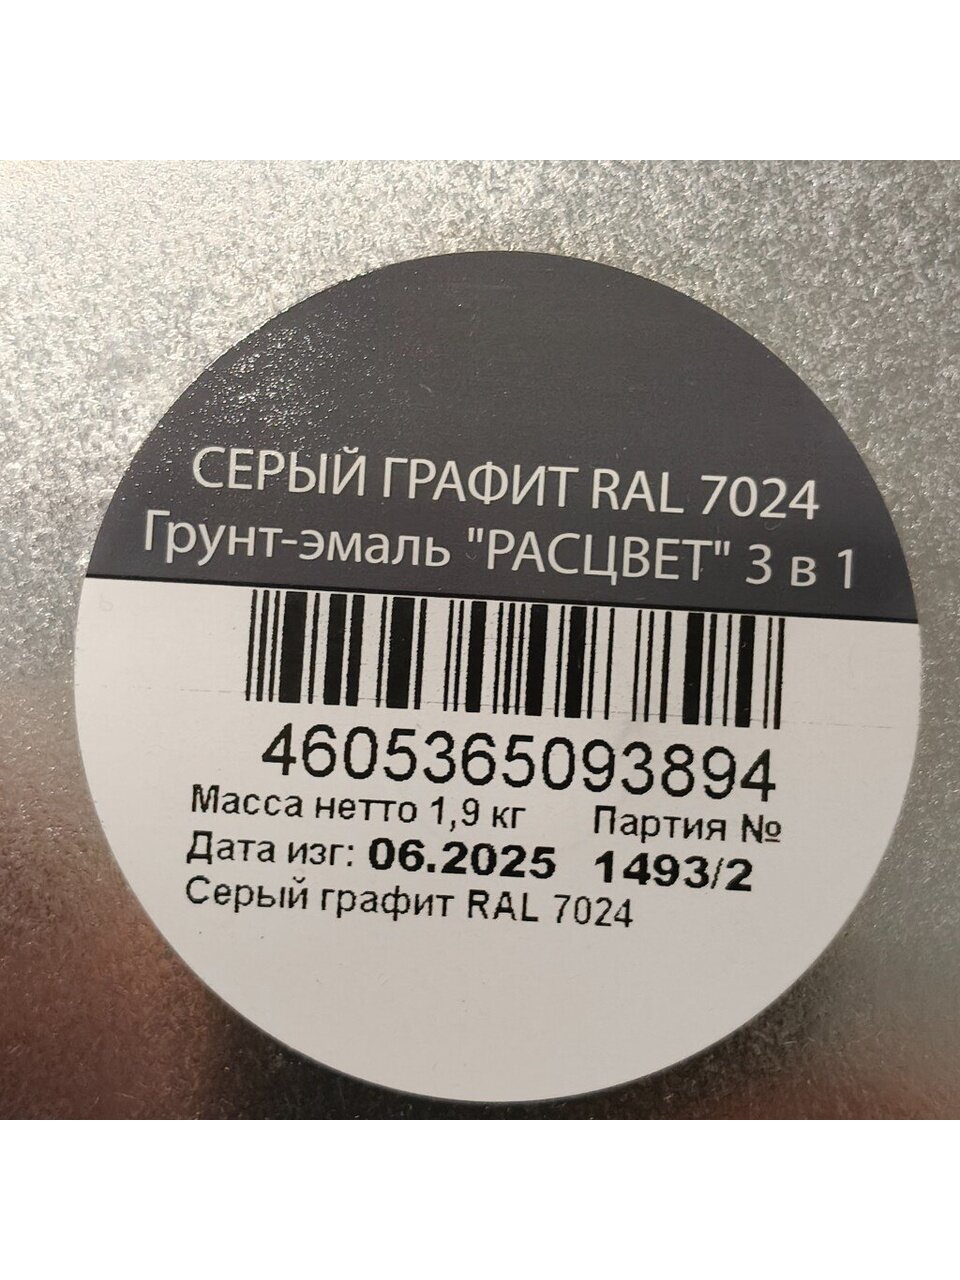 СЕРЫЙ ГРАФИТ RAL 7024
Грунт-эмаль "РАСЦВЕТ" 3 в 1
4605365093894
Масса нетто 1,9 кг Партия №
Дата изг: 06.2025 1493/2
Серый графит RAL 7024